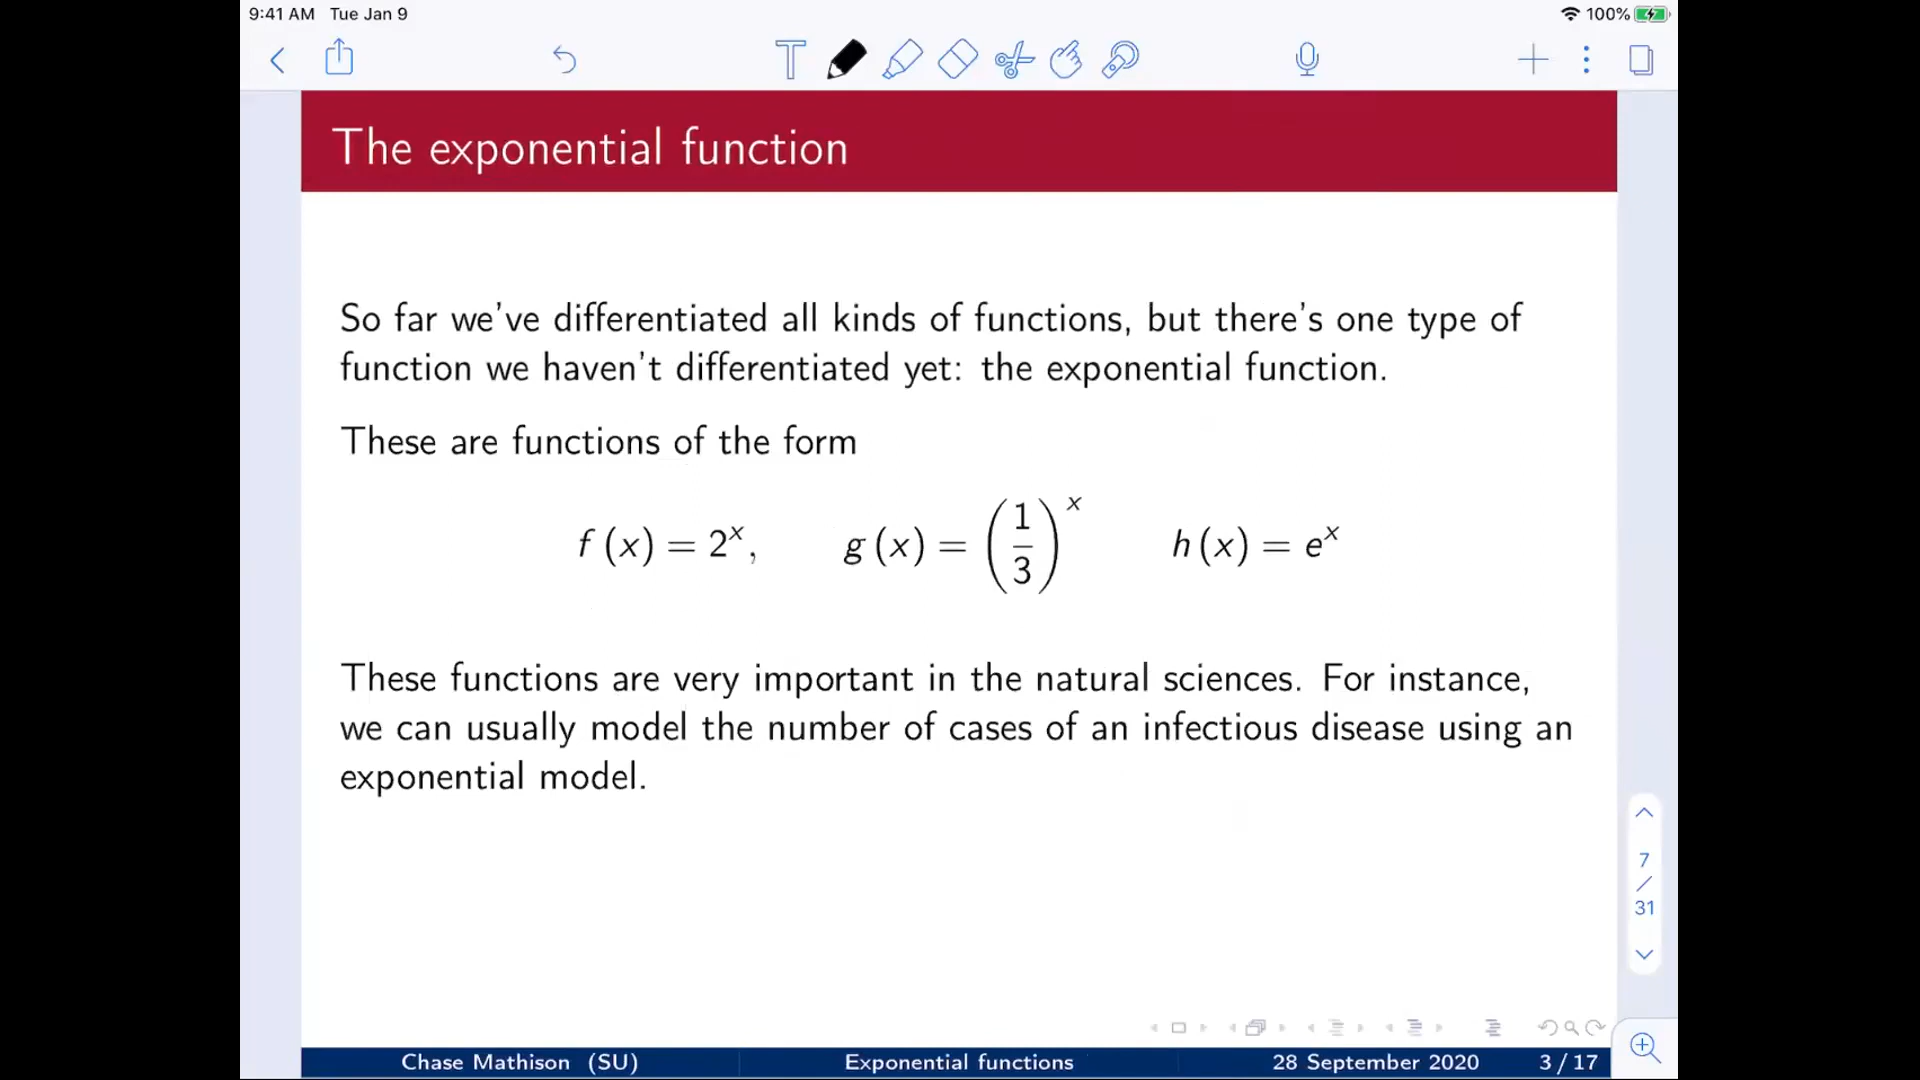 9:41 AM Tue Jan 9
100%
The exponential function
So far we've differentiated all kinds of functions, but there's one type of
function we haven't differentiated yet: the exponential function.
These are functions of the form
f(x) = 2^x, g(x) = (1/3)^x h(x) = e^x
These functions are very important in the natural sciences. For instance,
we can usually model the number of cases of an infectious disease using an
exponential model.
7
/
31
Chase Mathison (SU) Exponential functions 28 September 2020 3 / 17